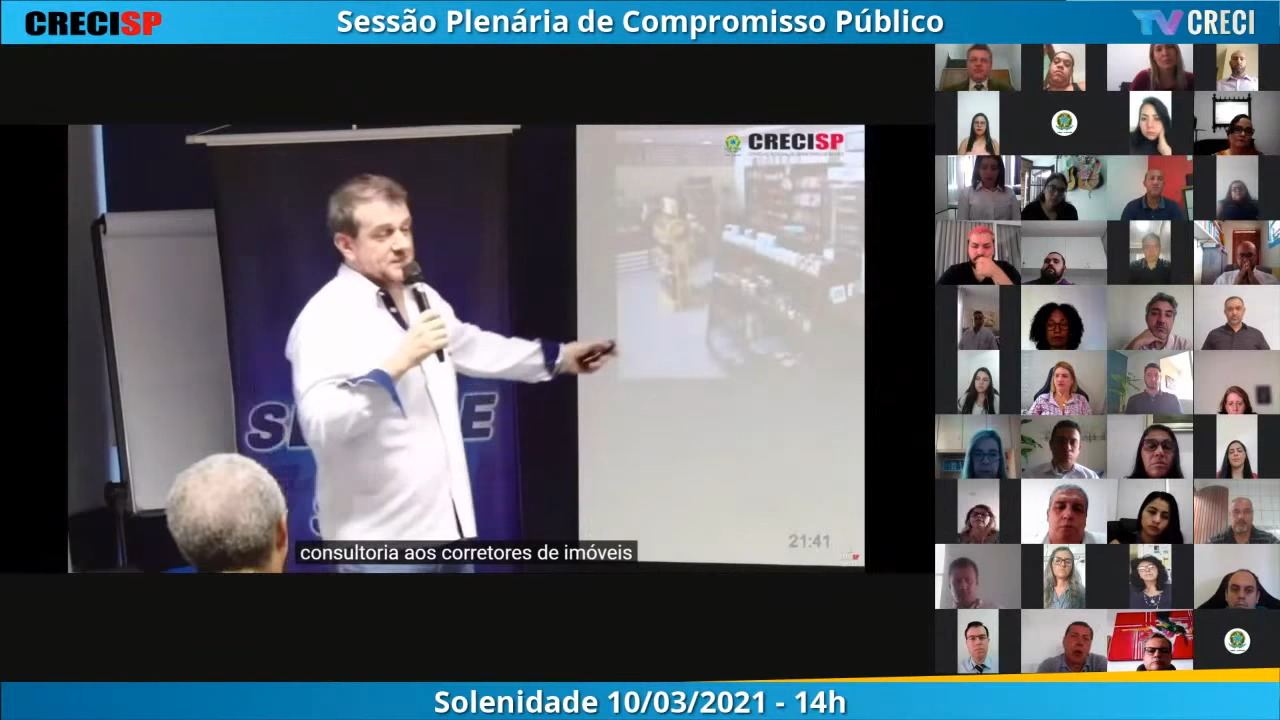 CRECISP
Sessão Plenária de Compromisso Público
TV CRECI
CRECISP
21:41
consultoria aos corretores de imóveis
Solenidade 10/03/2021 - 14h